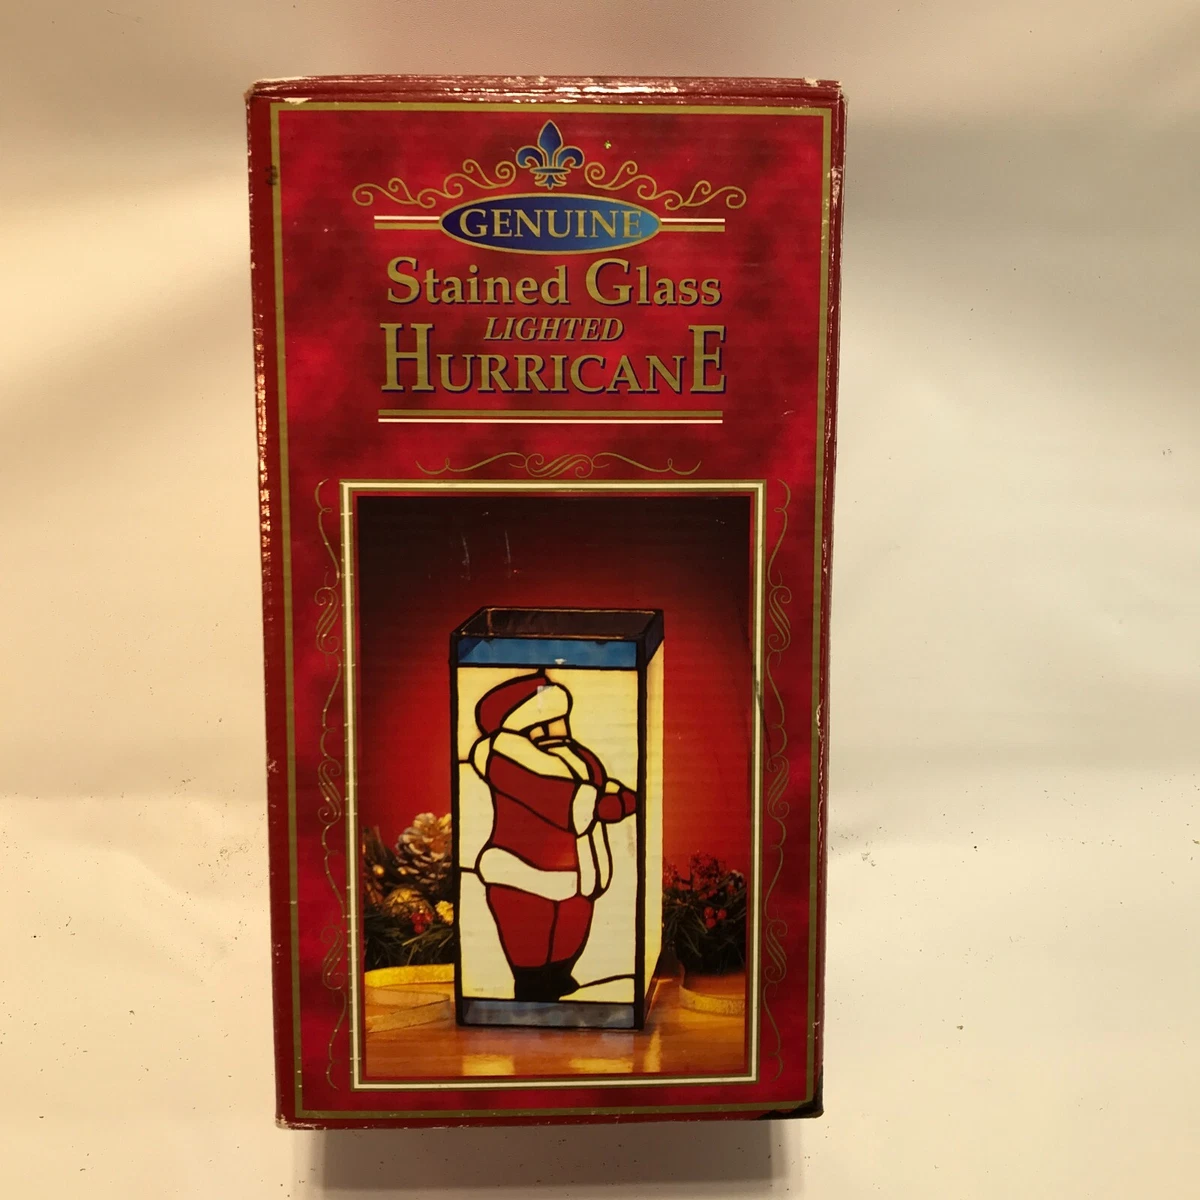 GENUINE
Stained Glass
LIGHTED
HURRICANE